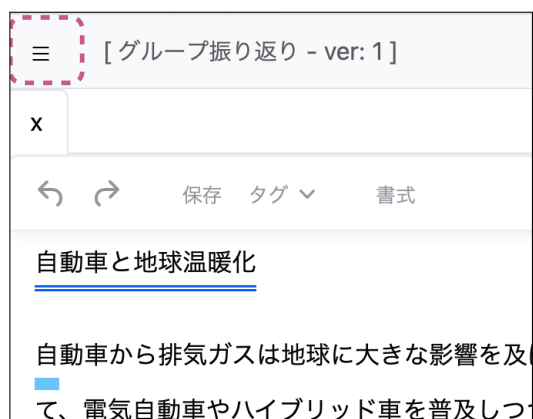 [ グループ振り返り - ver: 1 ]
x
保存 タグ 書式
自動車と地球温暖化
自動車から排気ガスは地球に大きな影響を及
て、電気自動車やハイブリッド車を普及しつ